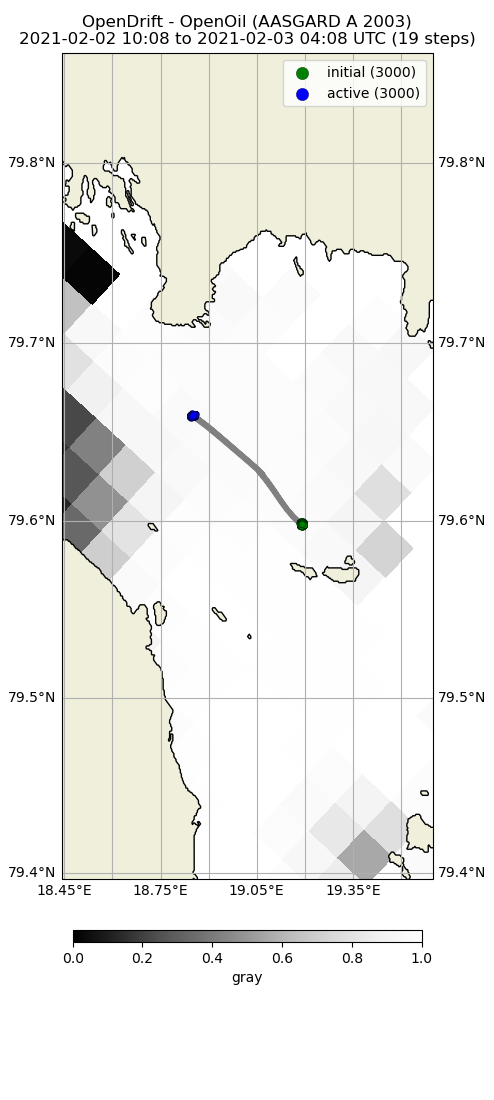 OpenDrift - OpenOil (AASGARD A 2003)
2021-02-02 10:08 to 2021-02-03 04:08 UTC (19 steps)
initial (3000)
active (3000)
79.8°N 79.8°N
79.7°N 79.7°N
79.6°N 79.6°N
79.5°N 79.5°N
79.4°N 79.4°N
18.45°E 18.75°E 19.05°E 19.35°E
0.0 0.2 0.4 0.6 0.8 1.0
gray